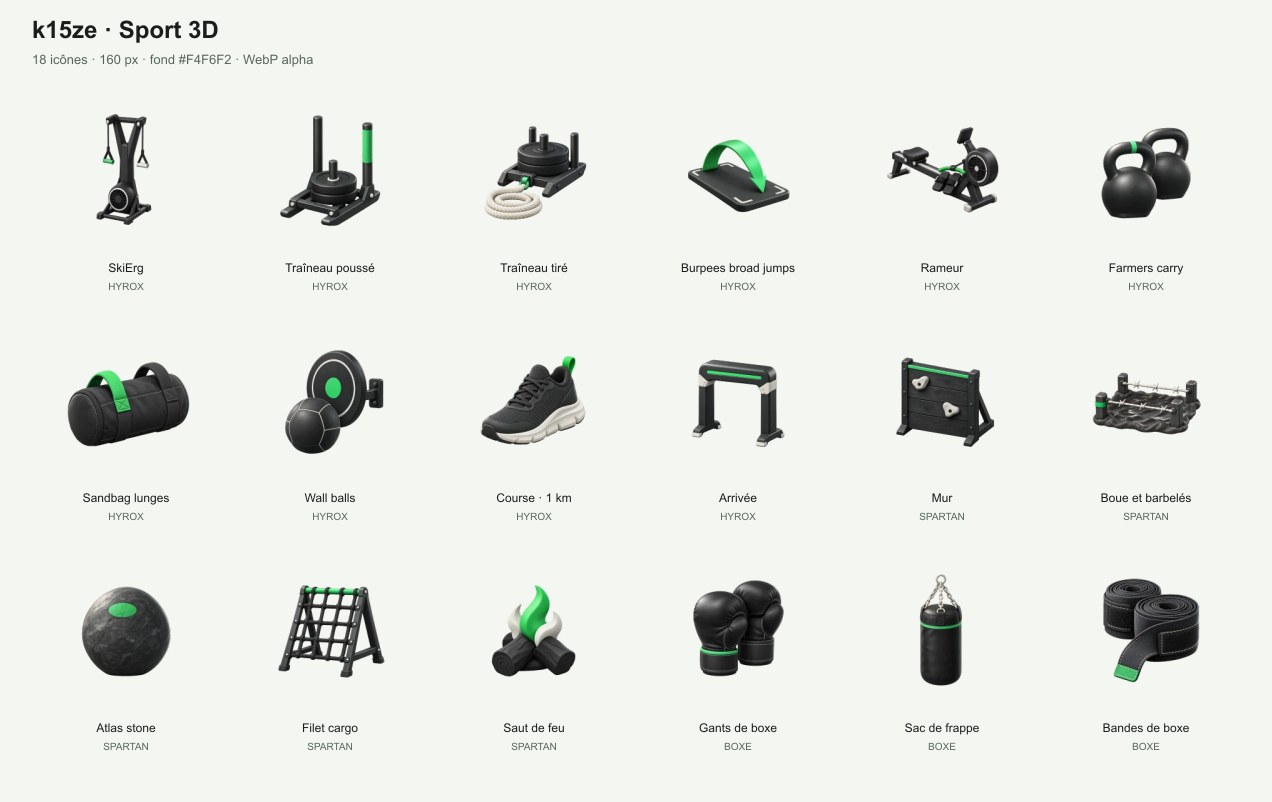 k15ze · Sport 3D
18 icônes · 160 px · fond #F4F6F2 · WebP alpha
SkiErg
HYROX
Traîneau poussé
HYROX
Traîneau tiré
HYROX
Burpees broad jumps
HYROX
Rameur
HYROX
Farmers carry
HYROX
Sandbag lunges
HYROX
Wall balls
HYROX
Course · 1 km
HYROX
Arrivée
HYROX
Mur
SPARTAN
Boue et barbelés
SPARTAN
Atlas stone
SPARTAN
Filet cargo
SPARTAN
Saut de feu
SPARTAN
Gants de boxe
BOXE
Sac de frappe
BOXE
Bandes de boxe
BOXE